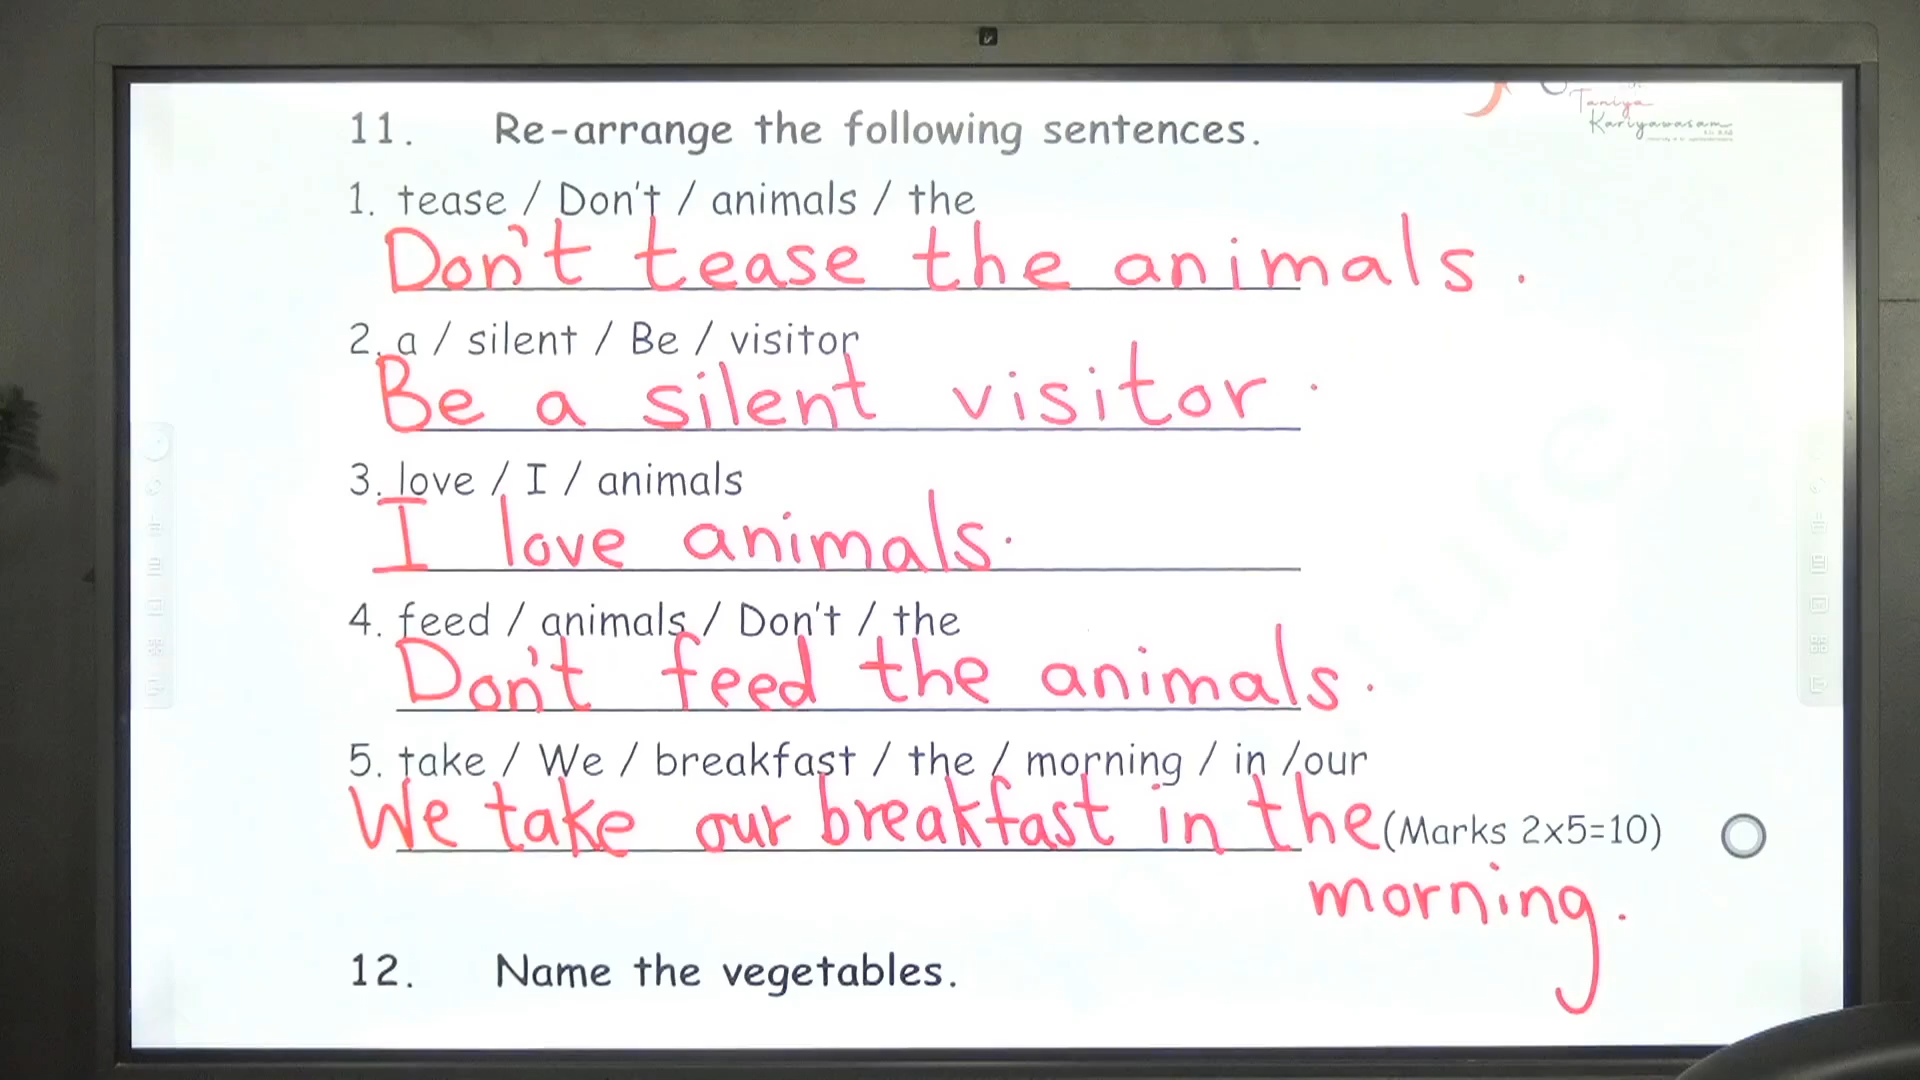 Taniya
Kariyawasam
11. Re-arrange the following sentences.
1. tease / Don't / animals / the
Don't tease the animals.
2. a / silent / Be / visitor
Be a silent visitor.
3. love / I / animals
I love animals.
4. feed / animals / Don't / the
Don't feed the animals.
5. take / We / breakfast / the / morning / in /our
We take our breakfast in the (Marks 2x5=10)
morning.
12. Name the vegetables.